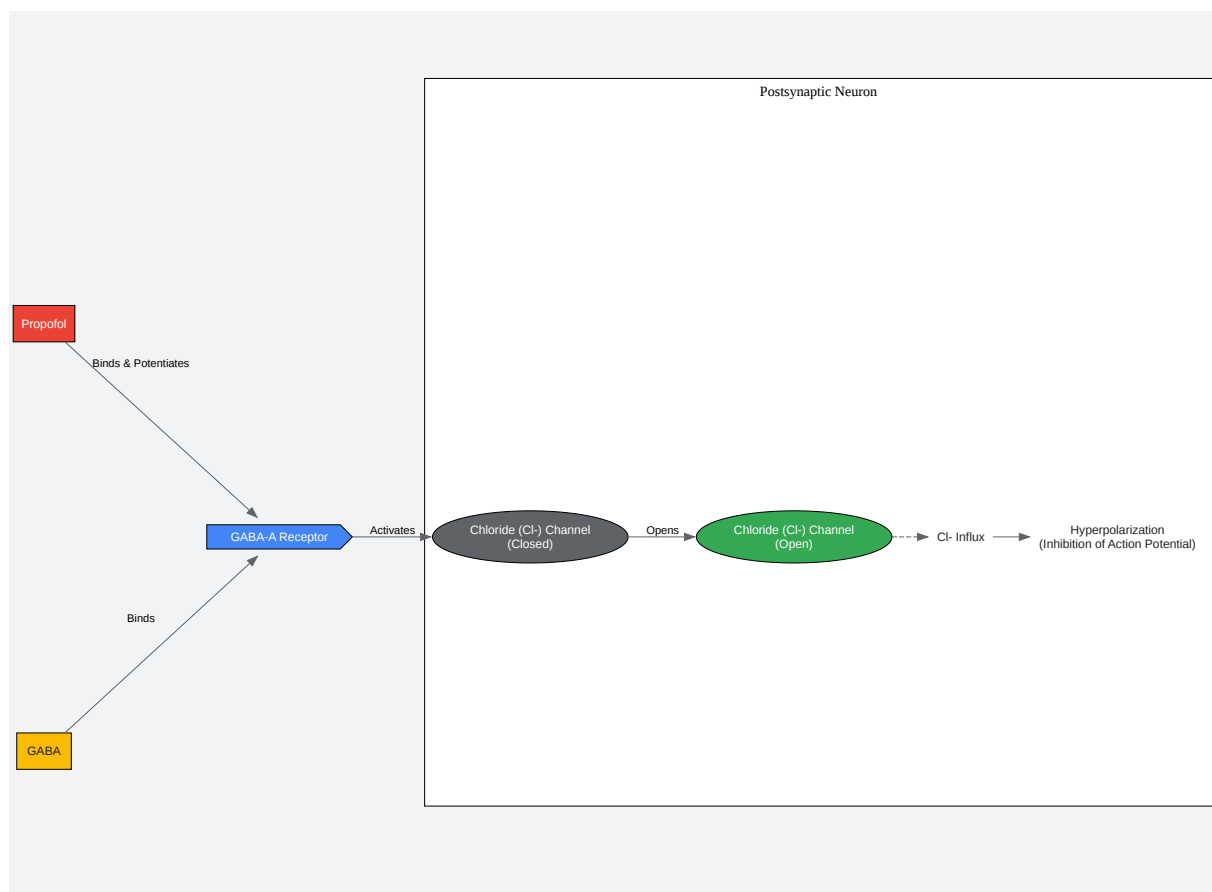 Postsynaptic Neuron
Propofol
Binds & Potentiates
GABA-A Receptor
Activates
Chloride (Cl-) Channel
(Closed)
Opens
Chloride (Cl-) Channel
(Open)
Cl- Influx
Hyperpolarization
(Inhibition of Action Potential)
Binds
GABA